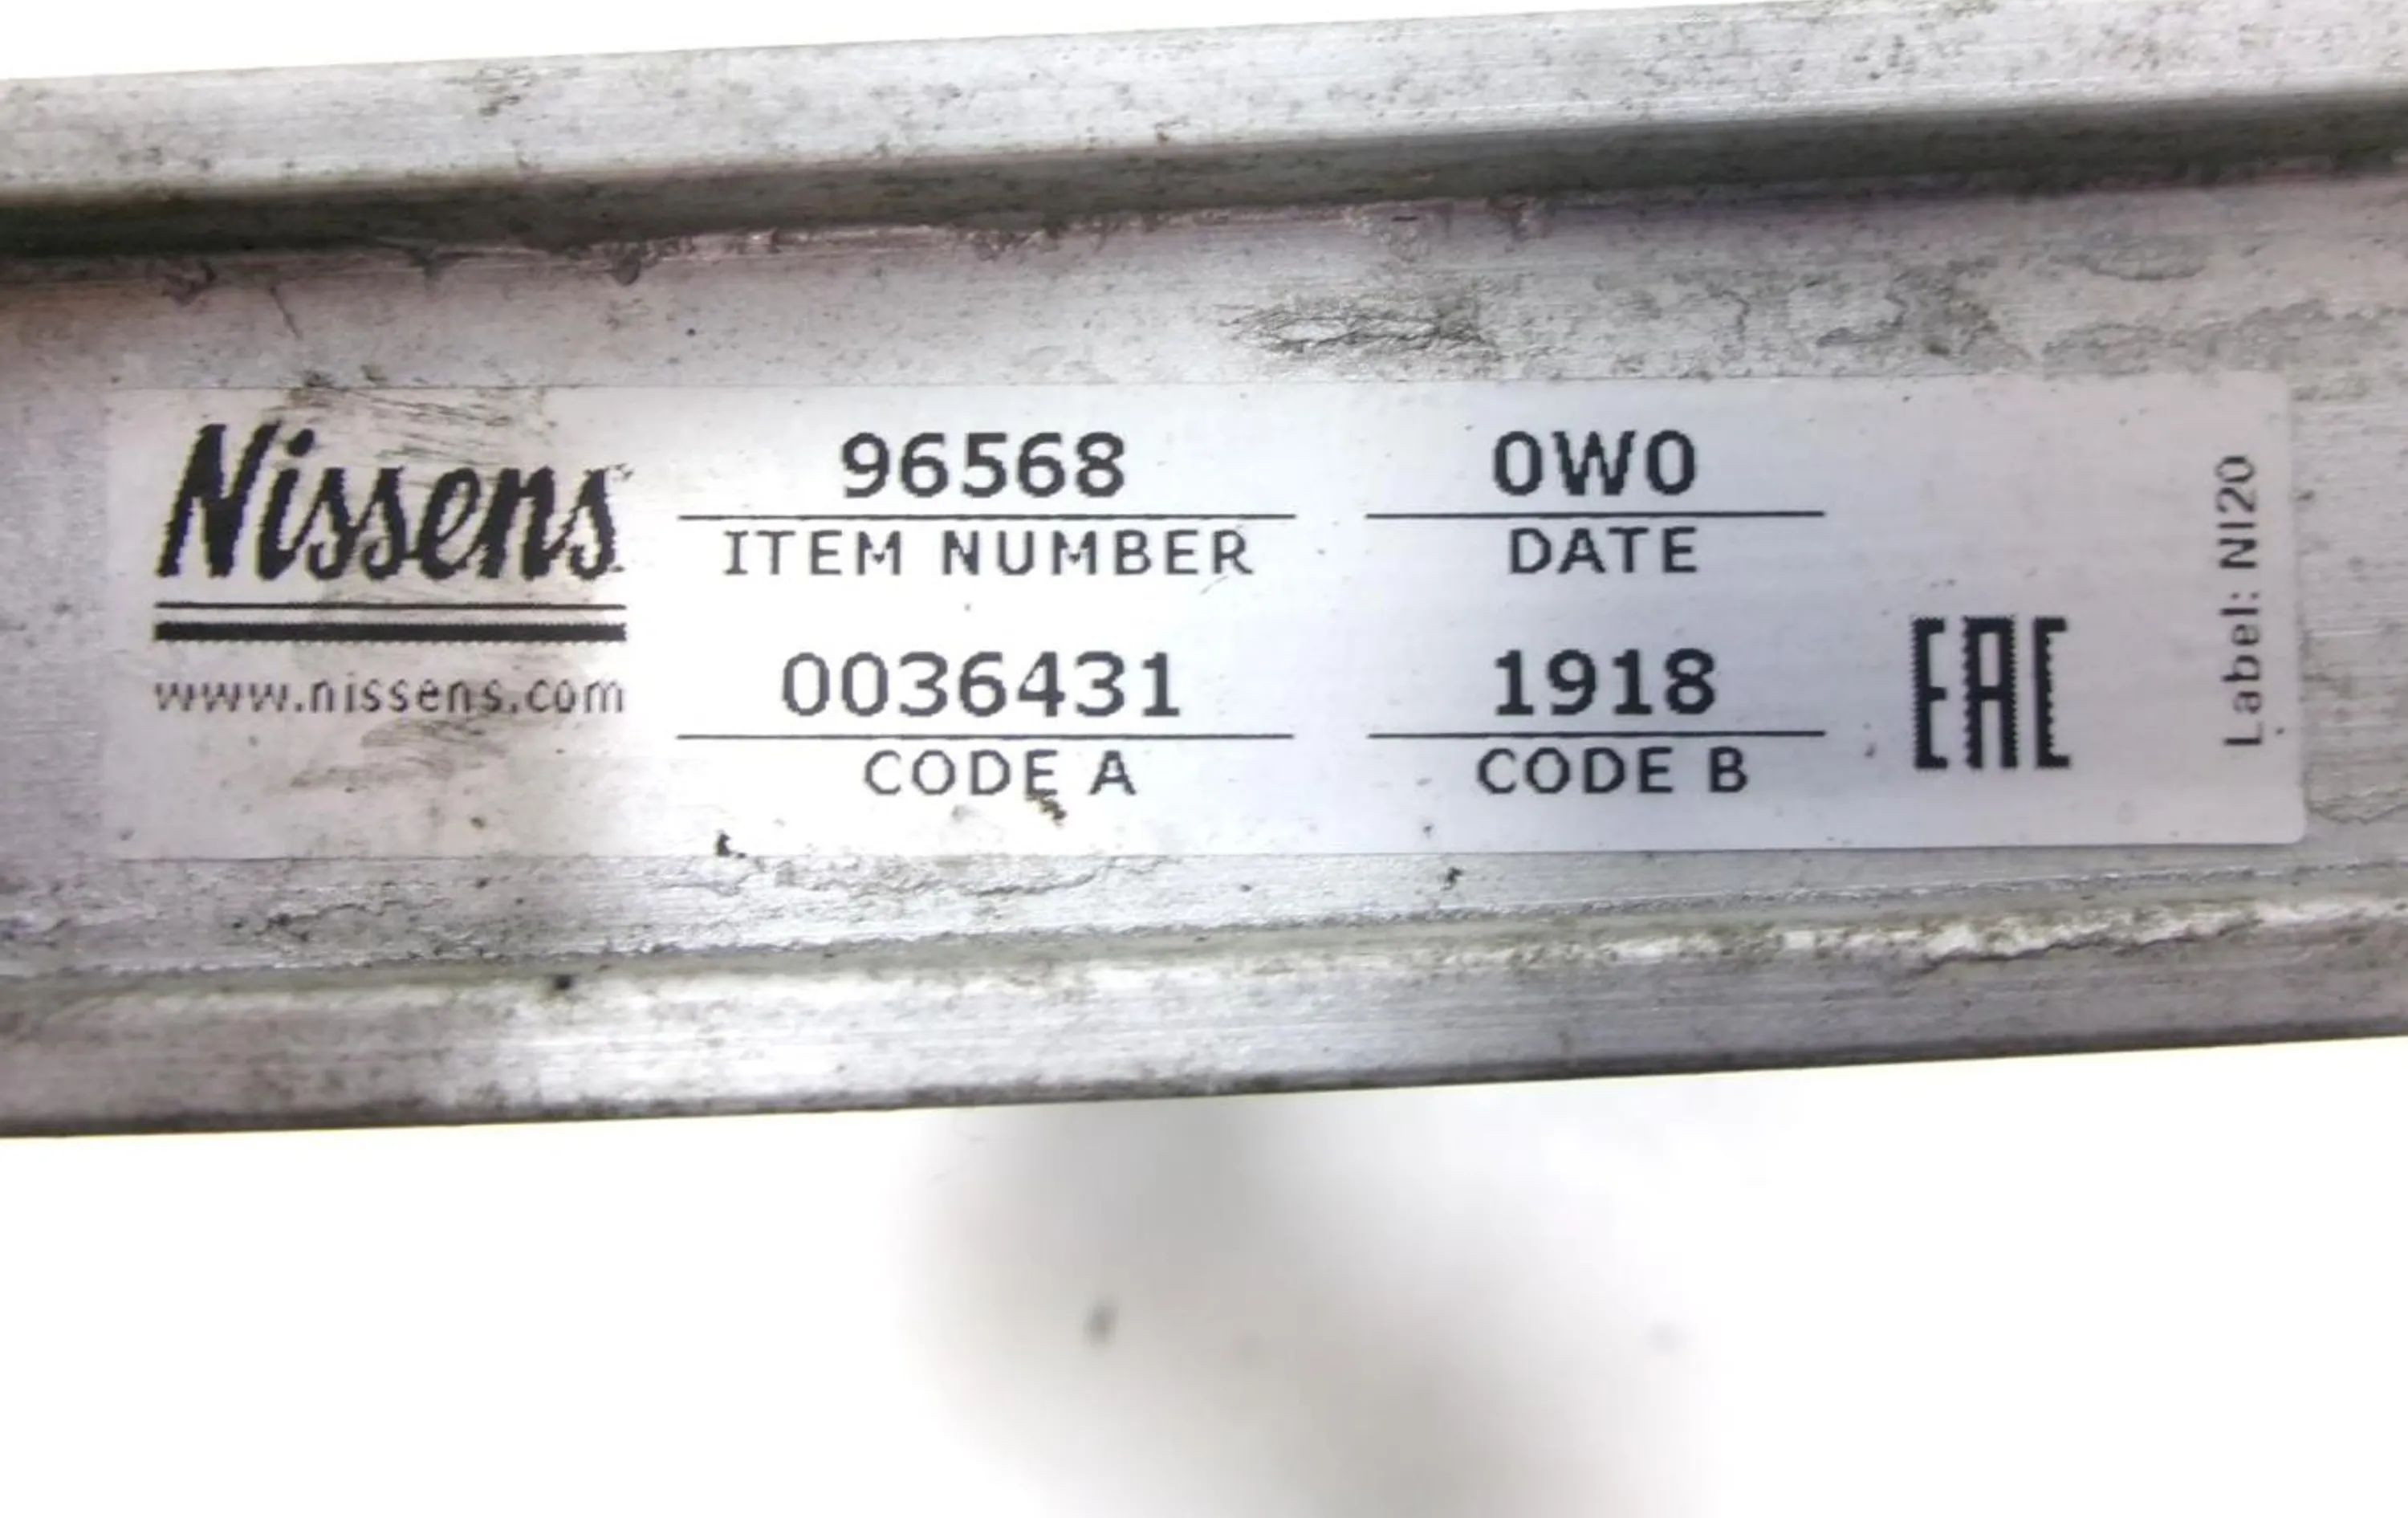 Nissens
www.nissens.com
96568
ITEM NUMBER
0W0
DATE
0036431
CODE A
1918
CODE B
EAC
Label: NI20